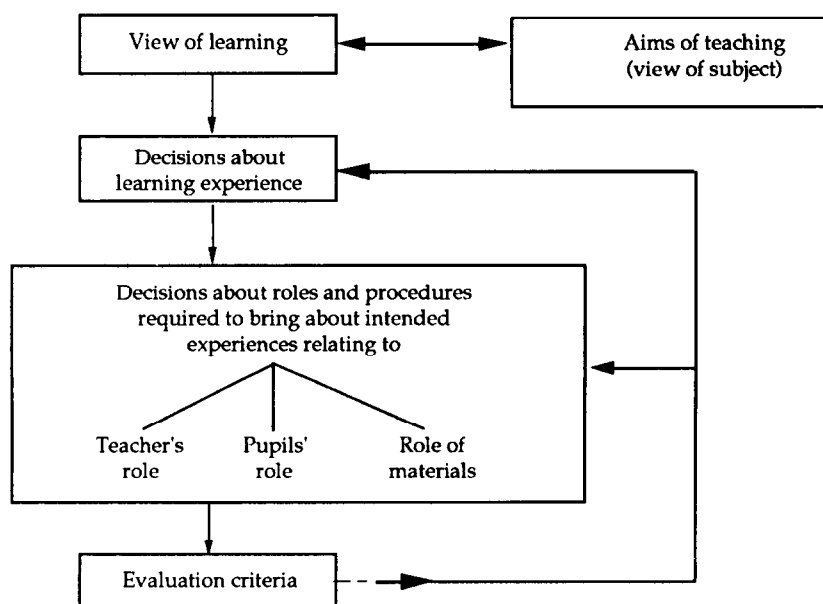 View of learning
Aims of teaching
(view of subject)
Decisions about
learning experience
Decisions about roles and procedures
required to bring about intended
experiences relating to
Teacher's
role
Pupils'
role
Role of
materials
Evaluation criteria